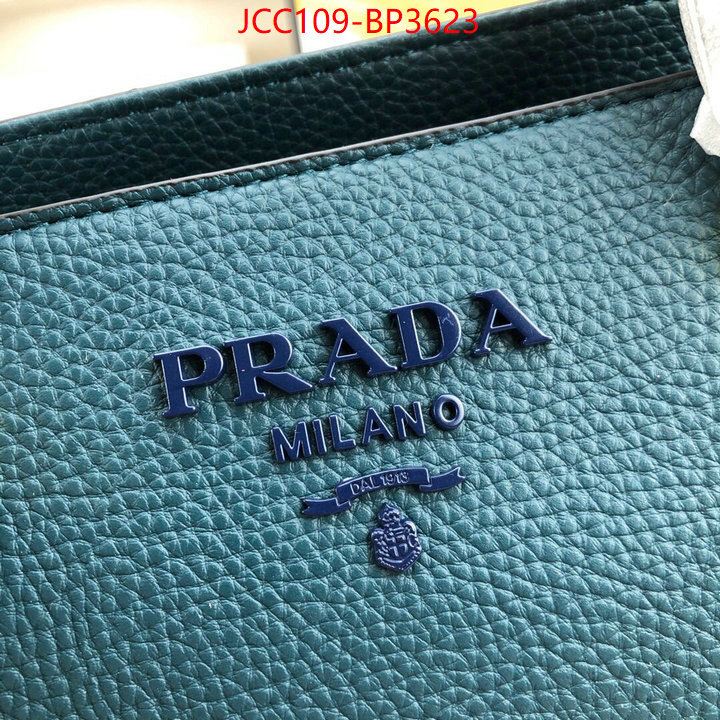 JCC109-BP3623
PRADA
MILANO
DAL 1913